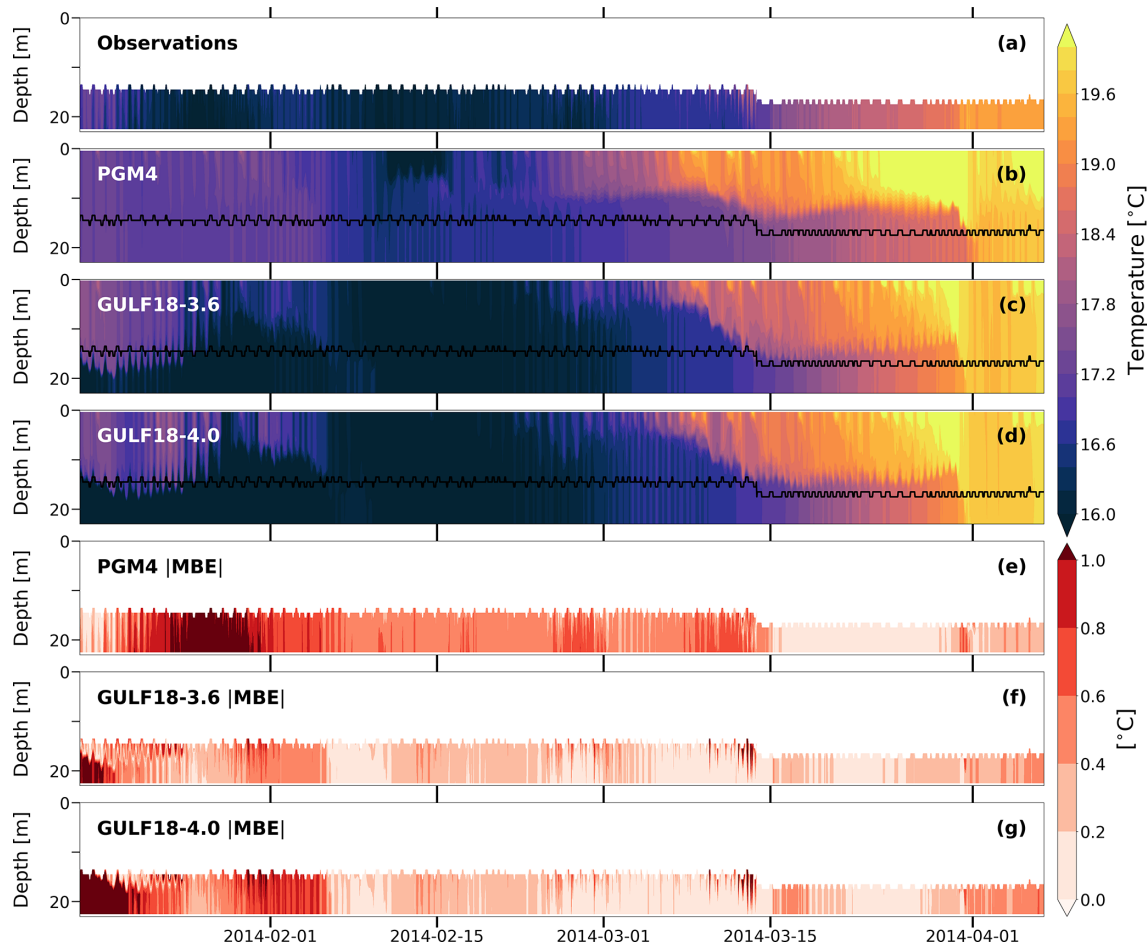 0
20
Depth [m]
Observations
(a)
0
20
Depth [m]
PGM4
(b)
0
20
Depth [m]
GULF18-3.6
(c)
0
20
Depth [m]
GULF18-4.0
(d)
19.6
19.0
18.4
17.8
17.2
16.6
16.0
Temperature [°C]
0
20
Depth [m]
PGM4 |MBE|
(e)
0
20
Depth [m]
GULF18-3.6 |MBE|
(f)
0
20
Depth [m]
GULF18-4.0 |MBE|
(g)
1.0
0.8
0.6
0.4
0.2
0.0
[°C]
2014-02-01
2014-02-15
2014-03-01
2014-03-15
2014-04-01